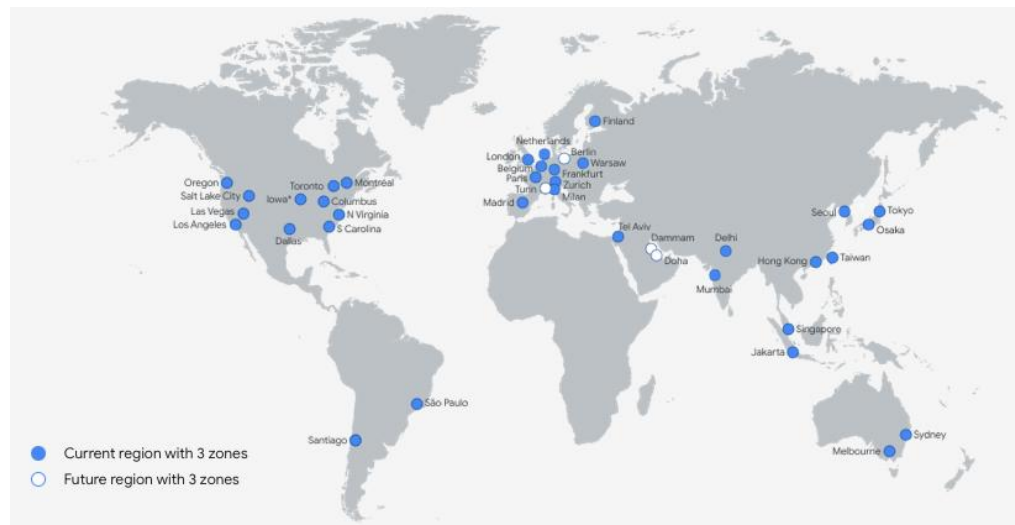 Finland
Netherlands
Berlin
London
Warsaw
Belgium
Frankfurt
Paris
Zurich
Turin
Milan
Madrid
Oregon
Toronto
Montréal
Salt Lake City
Iowa*
Columbus
Las Vegas
N Virginia
Los Angeles
S Carolina
Dallas
Tel Aviv
Dammam
Doha
Delhi
Mumbai
Seoul
Tokyo
Osaka
Hong Kong
Taiwan
Singapore
Jakarta
São Paulo
Santiago
Sydney
Melbourne
Current region with 3 zones
Future region with 3 zones